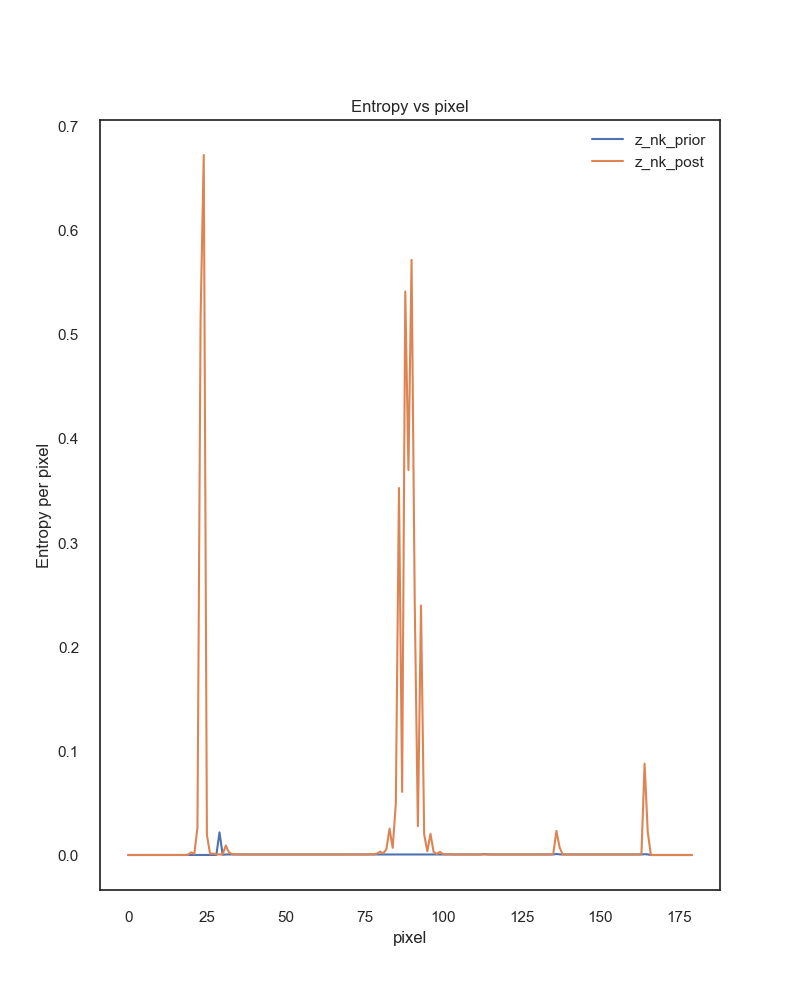 Entropy vs pixel
z_nk_prior
z_nk_post
Entropy per pixel
0.7
0.6
0.5
0.4
0.3
0.2
0.1
0.0
0 25 50 75 100 125 150 175
pixel